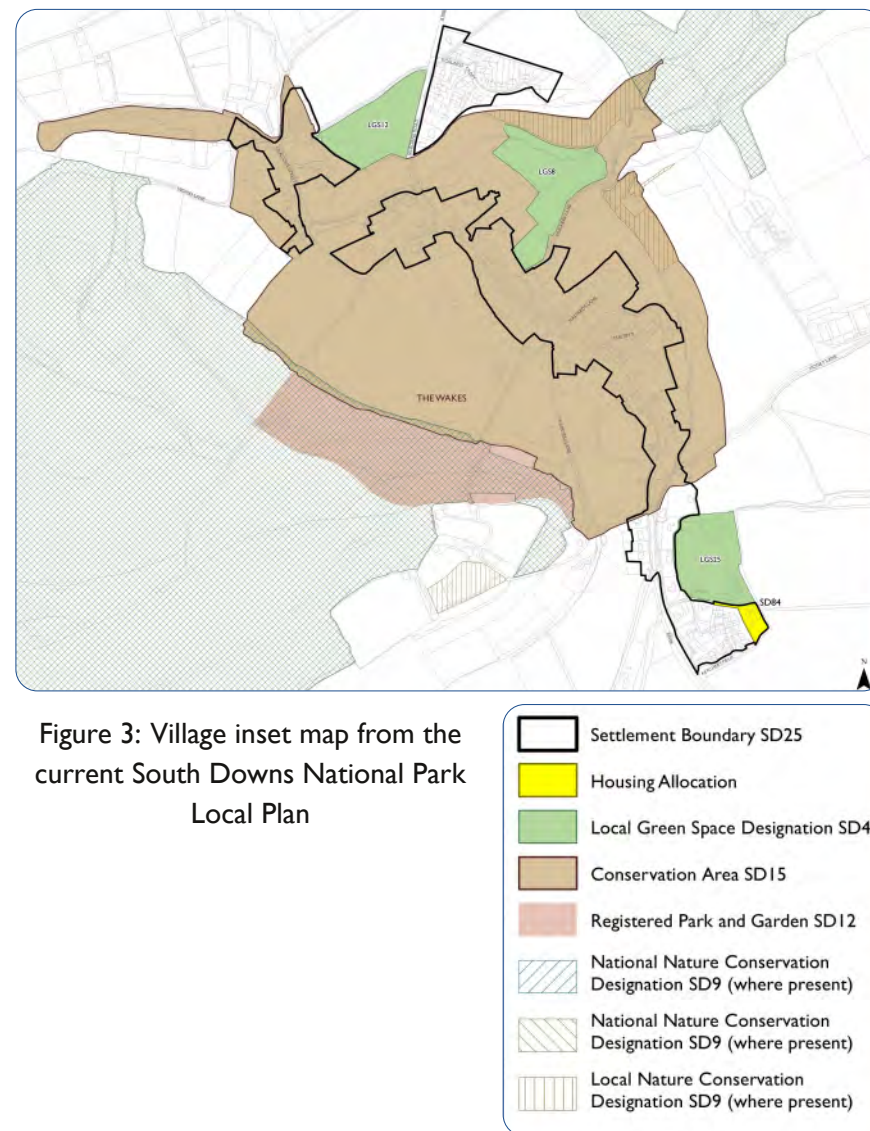 LGS12
LGS8
THE WAKES
LGS25
SD84
N
Figure 3: Village inset map from the
current South Downs National Park
Local Plan
Settlement Boundary SD25
Housing Allocation
Local Green Space Designation SD4
Conservation Area SD15
Registered Park and Garden SD12
National Nature Conservation
Designation SD9 (where present)
National Nature Conservation
Designation SD9 (where present)
Local Nature Conservation
Designation SD9 (where present)